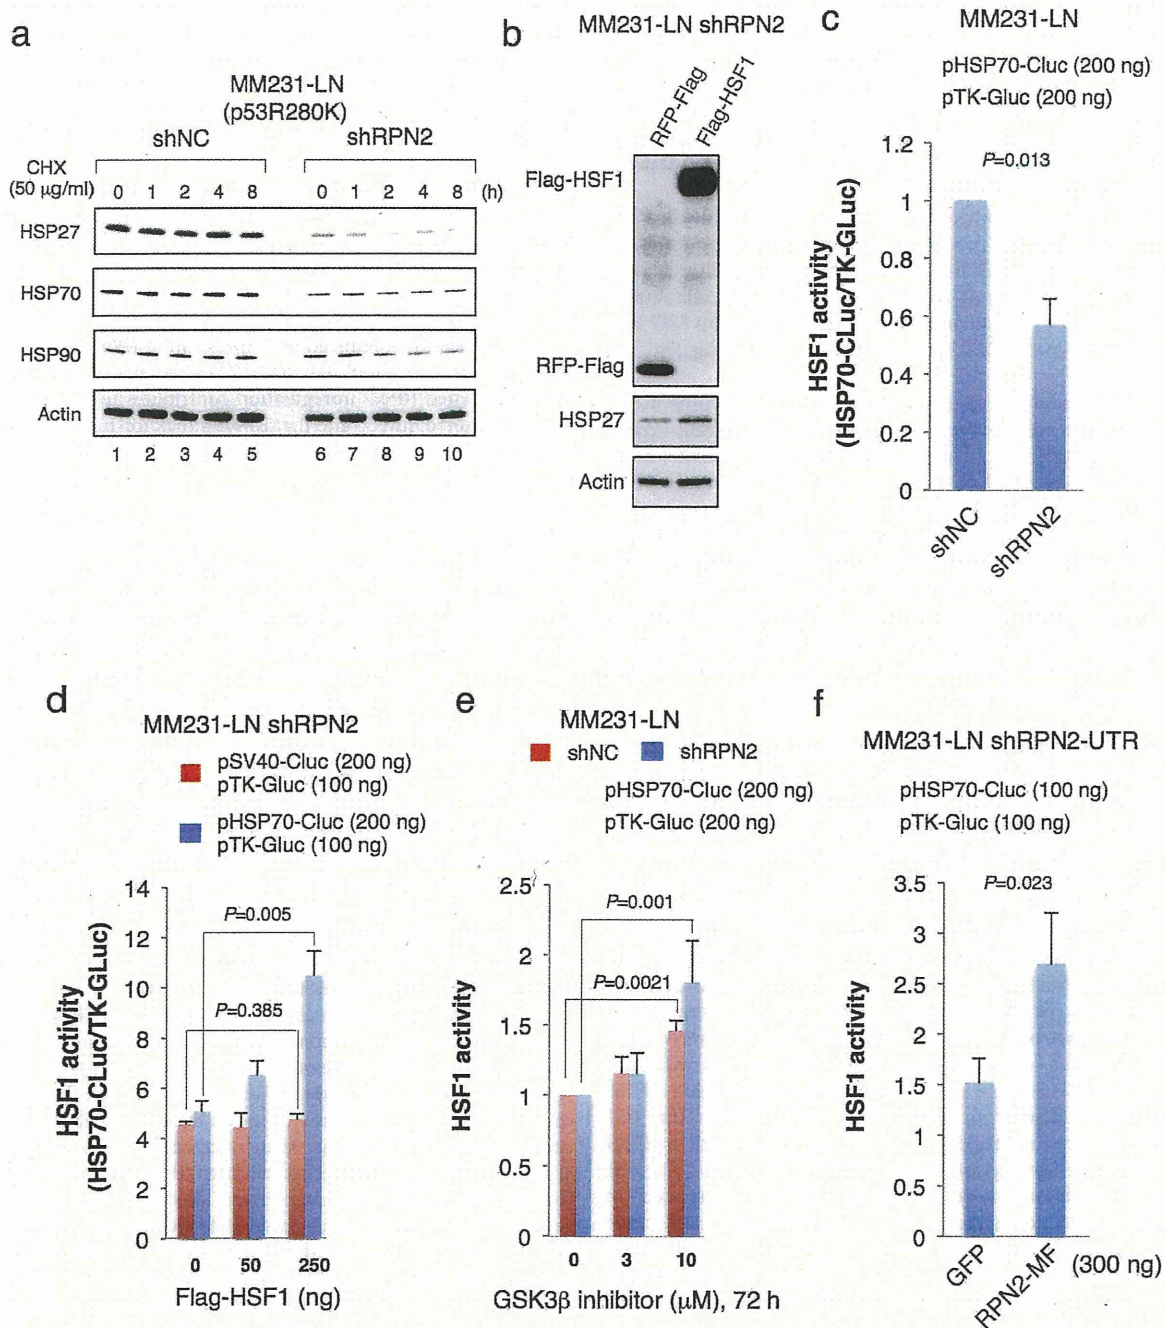 a
MM231-LN
(p53R280K)
shNC shRPN2
CHX
(50 μg/ml) 0 1 2 4 8 0 1 2 4 8 (h)
HSP27
HSP70
HSP90
Actin
1 2 3 4 5 6 7 8 9 10
b
MM231-LN shRPN2
RFP-Flag
Flag-HSF1
Flag-HSF1
RFP-Flag
HSP27
Actin
c
MM231-LN
pHSP70-Cluc (200 ng)
pTK-Gluc (200 ng)
P=0.013
HSF1 activity
(HSP70-CLuc/TK-GLuc)
1.2
1
0.8
0.6
0.4
0.2
0
shNC
shRPN2
d
MM231-LN shRPN2
pSV40-Cluc (200 ng)
pTK-Gluc (100 ng)
pHSP70-Cluc (200 ng)
pTK-Gluc (100 ng)
HSF1 activity
(HSP70-CLuc/TK-GLuc)
14
12
10
8
6
4
2
0
P=0.005
P=0.385
0 50 250
Flag-HSF1 (ng)
e
MM231-LN
shNC shRPN2
pHSP70-Cluc (200 ng)
pTK-Gluc (200 ng)
HSF1 activity
2.5
2
1.5
1
0.5
0
P=0.001
P=0.0021
0 3 10
GSK3β inhibitor (μM), 72 h
f
MM231-LN shRPN2-UTR
pHSP70-Cluc (100 ng)
pTK-Gluc (100 ng)
HSF1 activity
3.5
3
2.5
2
1.5
1
0.5
0
P=0.023
GFP
RPN2-MF
(300 ng)